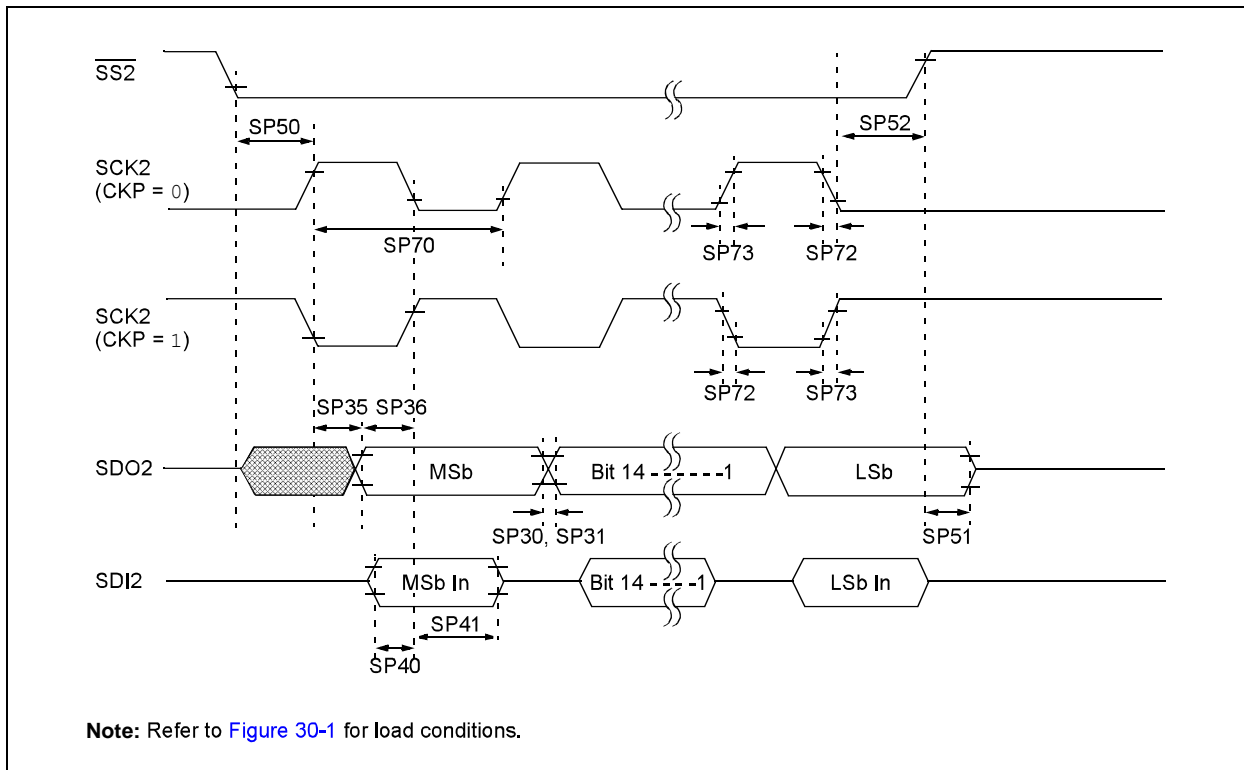 SS2
SP50
SP52
SCK2
(CKP = 0)
SP70
SP73
SP72
SCK2
(CKP = 1)
SP72
SP73
SP35 SP36
SDO2
MSb
Bit 14 - - - - - -1
LSb
SP30, SP31
SP51
SDI2
MSb In
Bit 14 - - - -1
LSb In
SP41
SP40
Note: Refer to Figure 30-1 for load conditions.